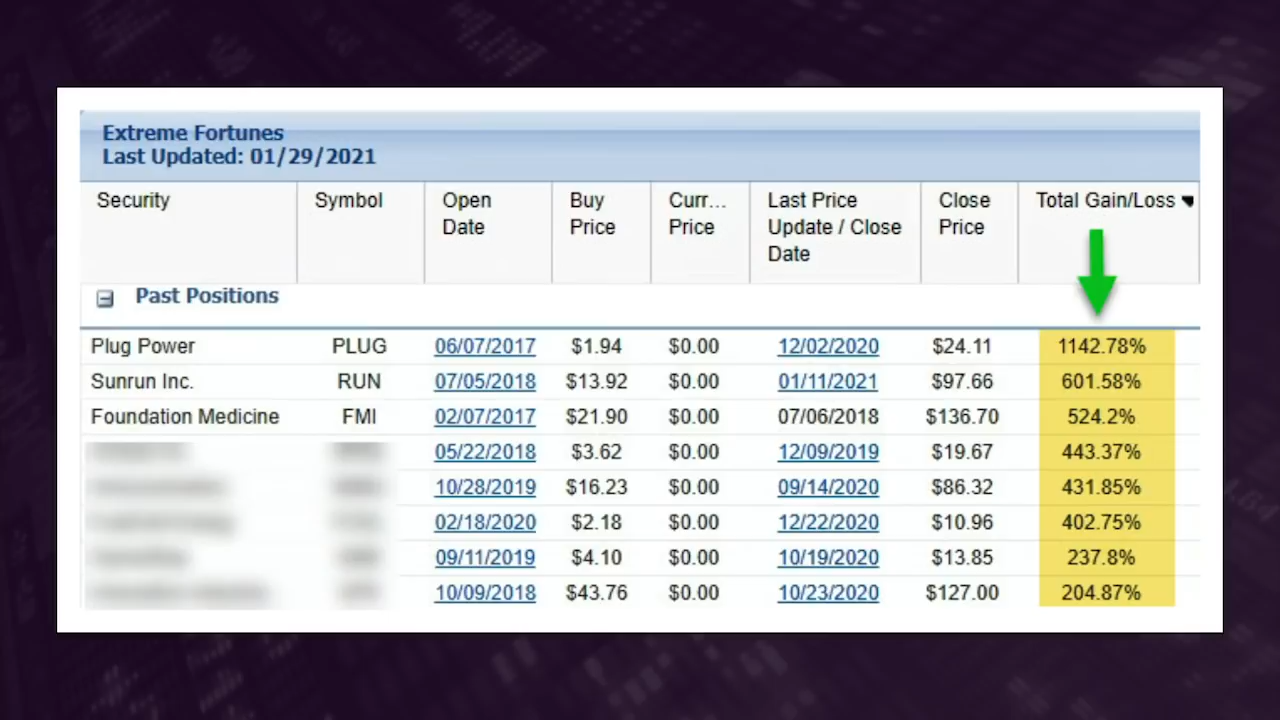 Extreme Fortunes
Last Updated: 01/29/2021
Security Symbol Open Date Buy Price Curr... Price Last Price Update / Close Date Close Price Total Gain/Loss
Past Positions
Plug Power PLUG 06/07/2017 $1.94 $0.00 12/02/2020 $24.11 1142.78%
Sunrun Inc. RUN 07/05/2018 $13.92 $0.00 01/11/2021 $97.66 601.58%
Foundation Medicine FMI 02/07/2017 $21.90 $0.00 07/06/2018 $136.70 524.2%
05/22/2018 $3.62 $0.00 12/09/2019 $19.67 443.37%
10/28/2019 $16.23 $0.00 09/14/2020 $86.32 431.85%
02/18/2020 $2.18 $0.00 12/22/2020 $10.96 402.75%
09/11/2019 $4.10 $0.00 10/19/2020 $13.85 237.8%
10/09/2018 $43.76 $0.00 10/23/2020 $127.00 204.87%